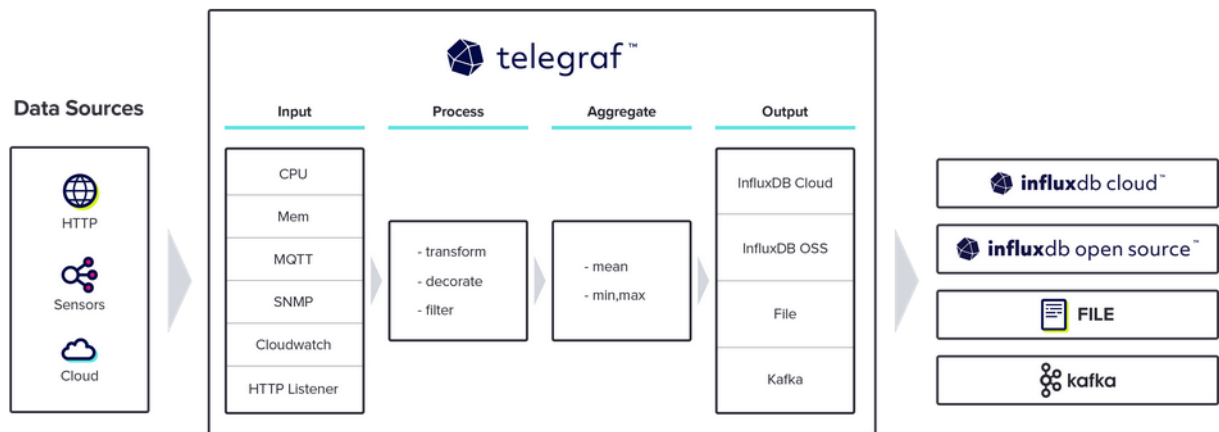 telegraf™
Data Sources
HTTP
Sensors
Cloud
Input
CPU
Mem
MQTT
SNMP
Cloudwatch
HTTP Listener
Process
- transform
- decorate
- filter
Aggregate
- mean
- min,max
Output
InfluxDB Cloud
InfluxDB OSS
File
Kafka
influxdb cloud™
influxdb open source™
FILE
kafka